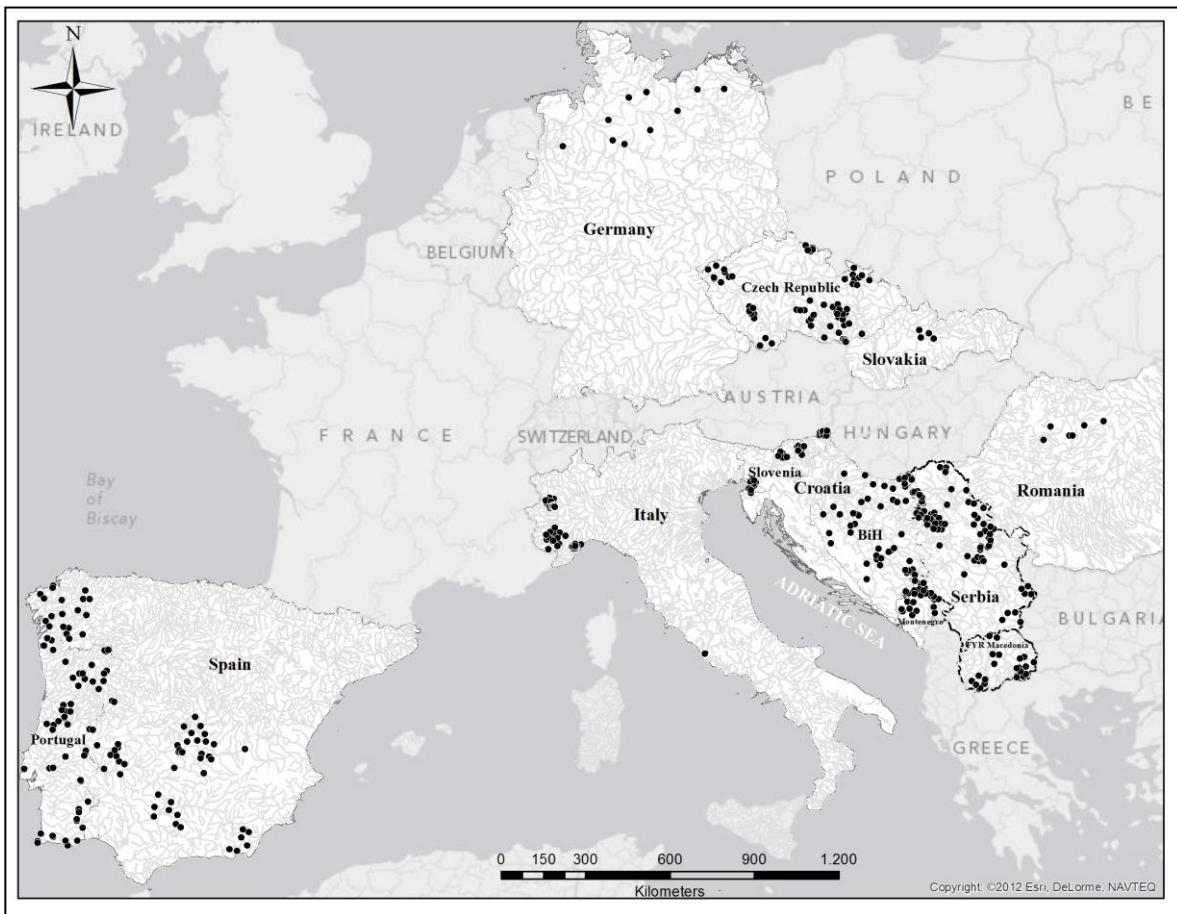 N
IRELAND
BE
POLAND
Germany
BELGIUM
Czech Republic
Slovakia
AUSTRIA
FRANCE
SWITZERLAND
HUNGARY
Slovenia
Croatia
Romania
Bay
of
Biscay
Italy
BiH
Serbia
ADRIATIC SEA
Montenegro
BULGARIA
FYR Macedonia
Spain
Portugal
GREECE
0 150 300 600 900 1.200
Kilometers
Copyright: ©2012 Esri, DeLorme, NAVTEQ